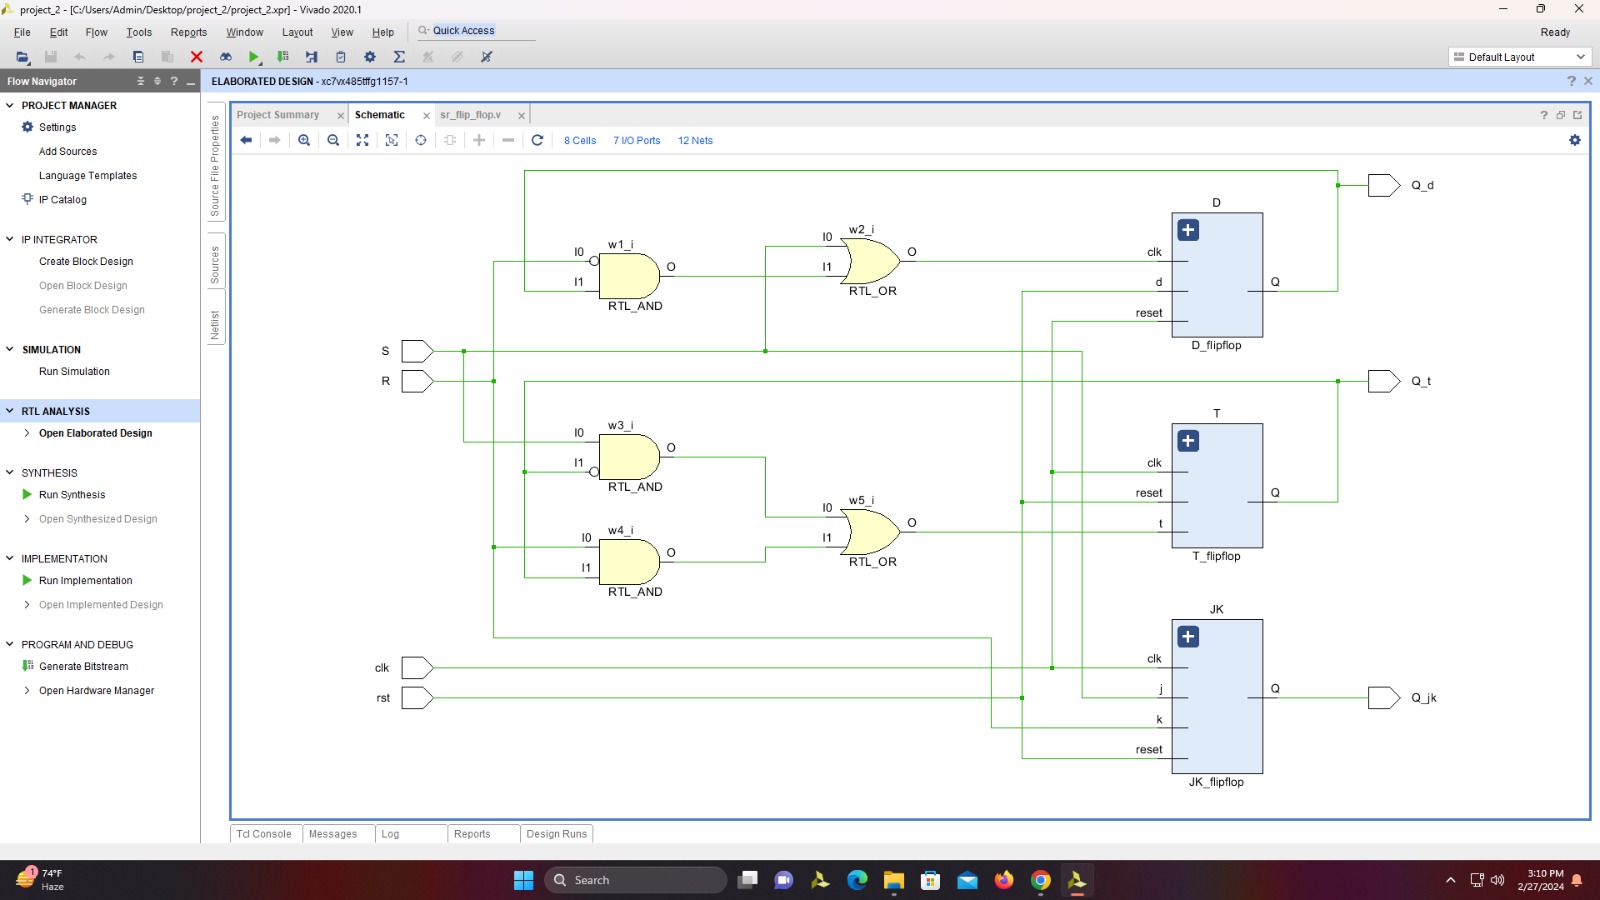 project_2 - [C:/Users/Admin/Desktop/project_2/project_2.xpr] - Vivado 2020.1
File Edit Flow Tools Reports Window Layout View Help Quick Access Ready
Default Layout
Flow Navigator
ELABORATED DESIGN - xc7vx485tffg1157-1
PROJECT MANAGER
Settings
Add Sources
Language Templates
IP Catalog
IP INTEGRATOR
Create Block Design
Open Block Design
Generate Block Design
SIMULATION
Run Simulation
RTL ANALYSIS
Open Elaborated Design
SYNTHESIS
Run Synthesis
Open Synthesized Design
IMPLEMENTATION
Run Implementation
Open Implemented Design
PROGRAM AND DEBUG
Generate Bitstream
Open Hardware Manager
Source File Properties
Sources
Netlist
Project Summary Schematic sr_flip_flop.v
8 Cells 7 I/O Ports 12 Nets
Q_d
D
w2_i
I0
w1_i
I0
O
O
clk
I1
I1
d
Q
RTL_OR
RTL_AND
reset
D_flipflop
S
R
Q_t
T
w3_i
I0
O
I1
clk
RTL_AND
reset
Q
w5_i
I0
O
t
w4_i
I0
I1
O
RTL_OR
T_flipflop
I1
RTL_AND
JK
clk
clk
rst
j
Q
Q_jk
k
reset
JK_flipflop
Tcl Console Messages Log Reports Design Runs
1
74°F
Haze
Search
3:10 PM
2/27/2024